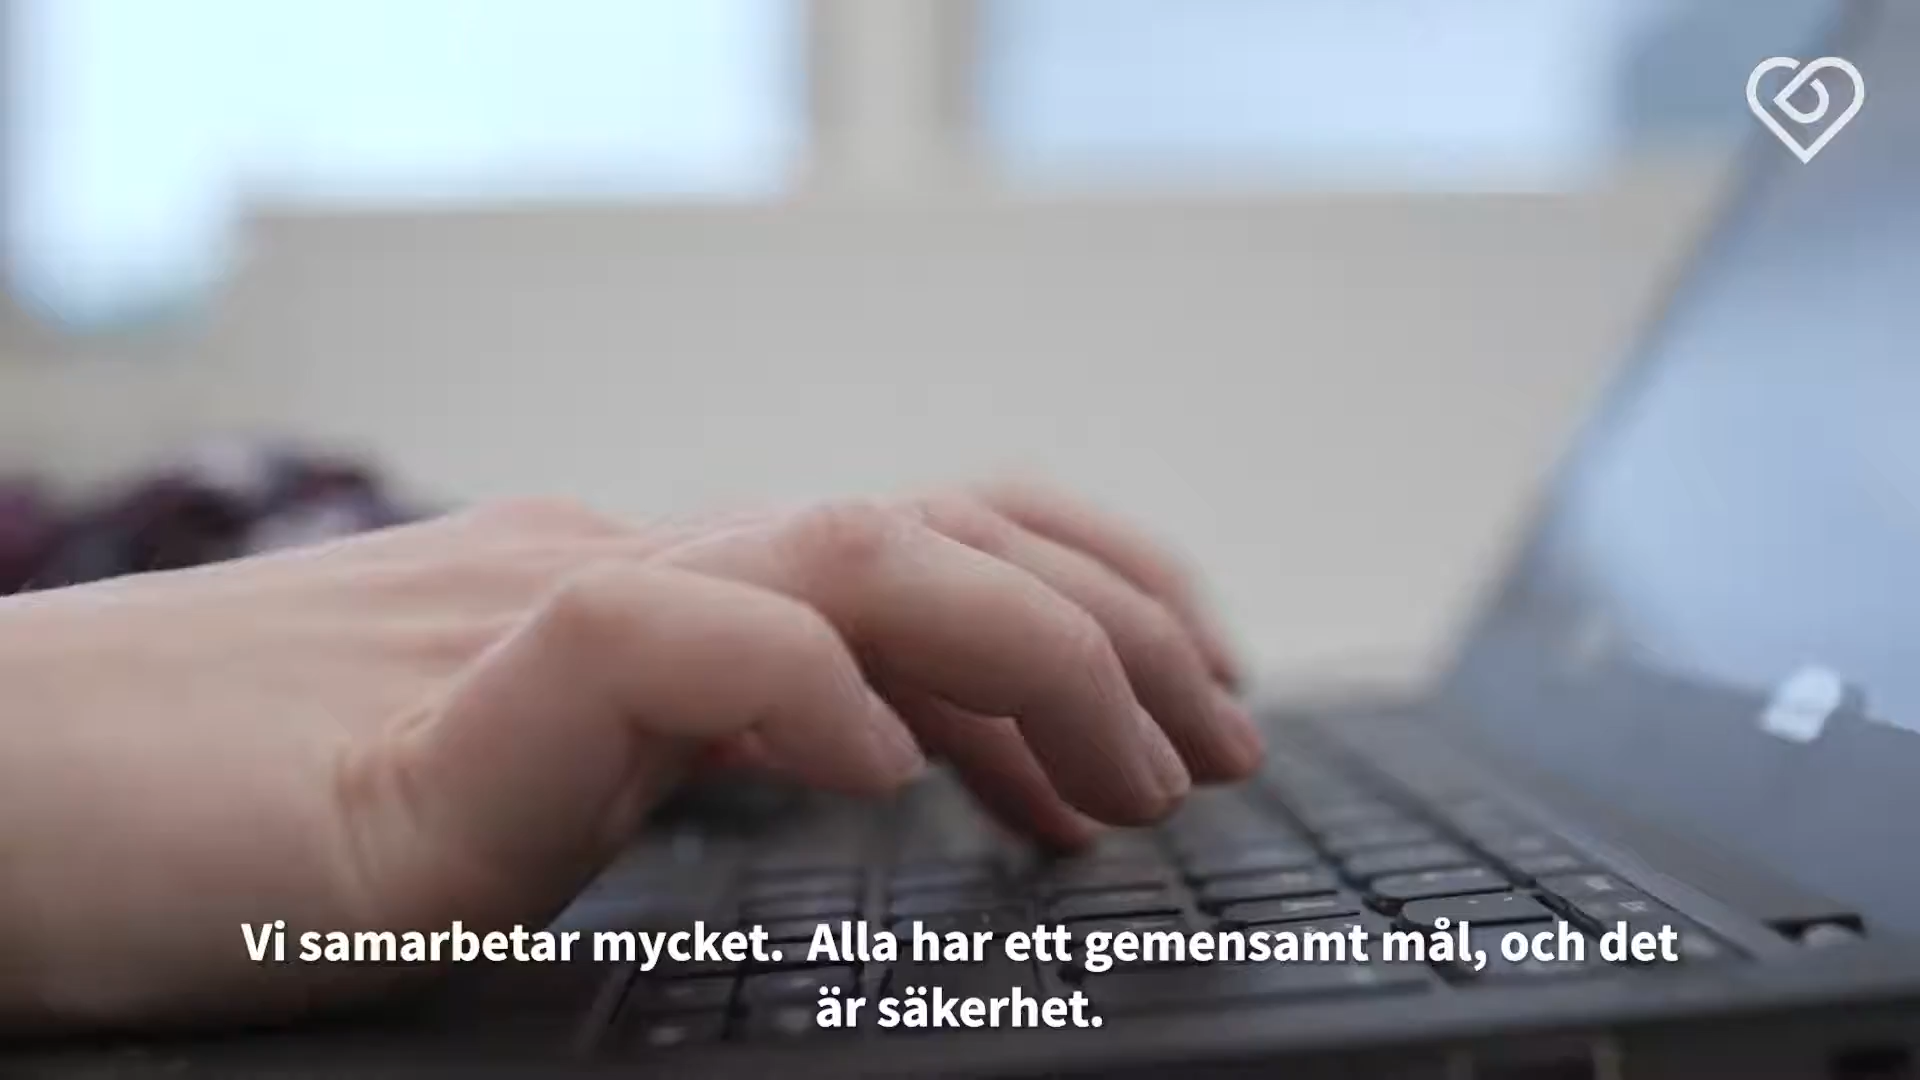 Vi samarbetar mycket.  Alla har ett gemensamt mål, och det
är säkerhet.